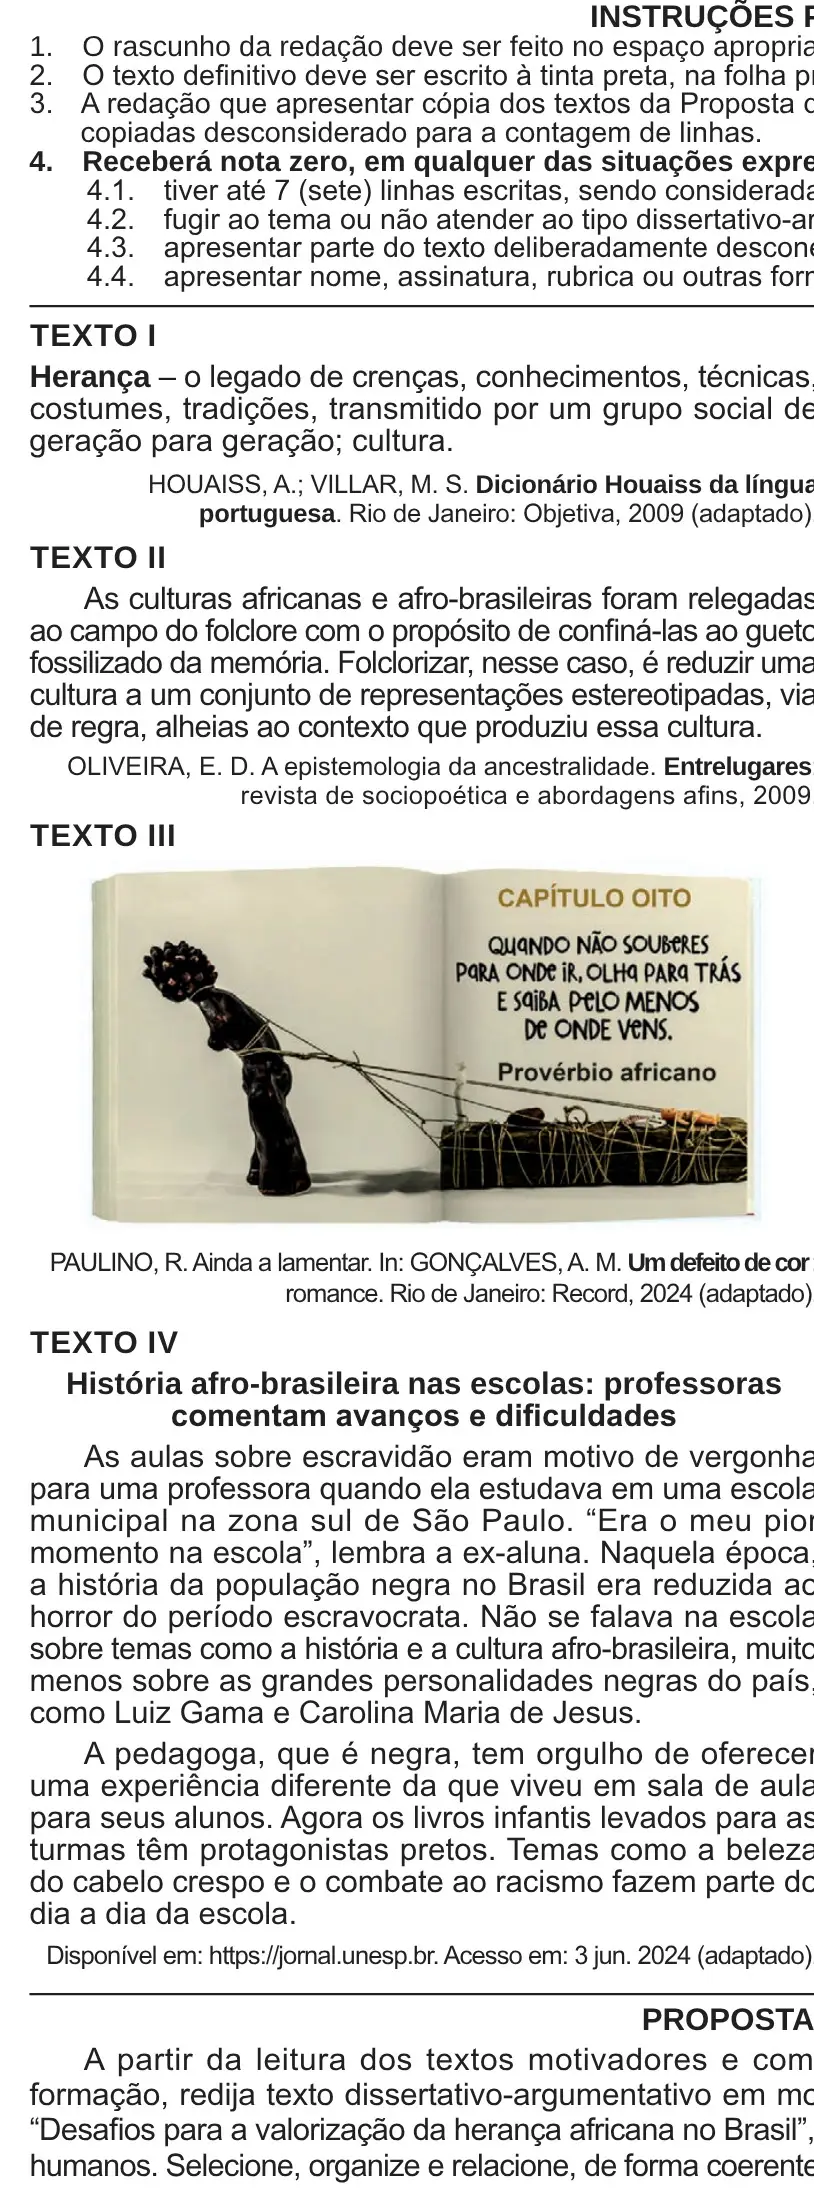 INSTRUÇÕES
1. O rascunho da redação deve ser feito no espaço
2. O texto definitivo deve ser escrito à tinta preta, na folha
3. A redação que apresentar cópia dos textos da Proposta
copiadas desconsiderado para a contagem de linhas.
4. Receberá nota zero, em qualquer das situações
4.1. tiver até 7 (sete) linhas escritas, sendo
4.2. fugir ao tema ou não atender ao tipo
4.3. apresentar parte do texto deliberadamente
4.4. apresentar nome, assinatura, rubrica ou outras
TEXTO I
Herança – o legado de crenças, conhecimentos, técnicas,
costumes, tradições, transmitido por um grupo social de
geração para geração; cultura.
HOUAISS, A.; VILLAR, M. S. Dicionário Houaiss da língua
portuguesa. Rio de Janeiro: Objetiva, 2009 (adaptado).
TEXTO II
As culturas africanas e afro-brasileiras foram relegadas
ao campo do folclore com o propósito de confiná-las ao gueto
fossilizado da memória. Folclorizar, nesse caso, é reduzir uma
cultura a um conjunto de representações estereotipadas, via
de regra, alheias ao contexto que produziu essa cultura.
OLIVEIRA, E. D. A epistemologia da ancestralidade. Entrelugares:
revista de sociopoética e abordagens afins, 2009.
TEXTO III
CAPÍTULO OITO
QUANDO NÃO SOUBERES
PARA ONDE IR, OLHA PARA TRÁS
E SAIBA PELO MENOS
DE ONDE VENS.
Provérbio africano
PAULINO, R. Ainda a lamentar. In: GONÇALVES, A. M. Um defeito de cor:
romance. Rio de Janeiro: Record, 2024 (adaptado).
TEXTO IV
História afro-brasileira nas escolas: professoras
comentam avanços e dificuldades
As aulas sobre escravidão eram motivo de vergonha
para uma professora quando ela estudava em uma escola
municipal na zona sul de São Paulo. “Era o meu pior
momento na escola”, lembra a ex-aluna. Naquela época,
a história da população negra no Brasil era reduzida ao
horror do período escravocrata. Não se falava na escola
sobre temas como a história e a cultura afro-brasileira, muito
menos sobre as grandes personalidades negras do país,
como Luiz Gama e Carolina Maria de Jesus.
A pedagoga, que é negra, tem orgulho de oferecer
uma experiência diferente da que viveu em sala de aula
para seus alunos. Agora os livros infantis levados para as
turmas têm protagonistas pretos. Temas como a beleza
do cabelo crespo e o combate ao racismo fazem parte do
dia a dia da escola.
Disponível em: https://jornal.unesp.br. Acesso em: 3 jun. 2024 (adaptado).
PROPOSTA
A partir da leitura dos textos motivadores e com
formação, redija texto dissertativo-argumentativo em
“Desafios para a valorização da herança africana no Brasil”,
humanos. Selecione, organize e relacione, de forma coerente